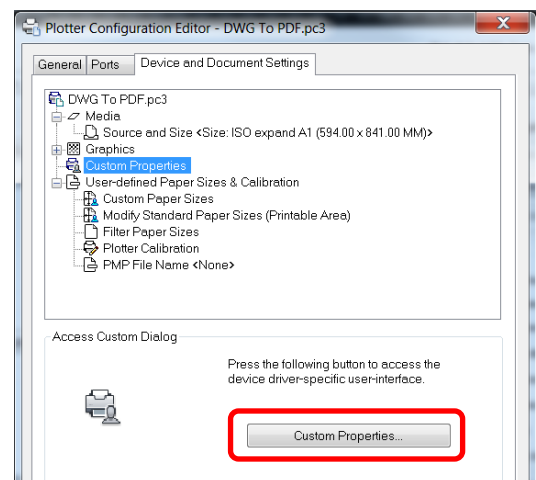 Plotter Configuration Editor - DWG To PDF.pc3
General Ports Device and Document Settings
DWG To PDF.pc3
Media
Source and Size <Size: ISO expand A1 (594.00 x 841.00 MM)>
Graphics
Custom Properties
User-defined Paper Sizes & Calibration
Custom Paper Sizes
Modify Standard Paper Sizes (Printable Area)
Filter Paper Sizes
Plotter Calibration
PMP File Name <None>
Access Custom Dialog
Press the following button to access the
device driver-specific user-interface.
Custom Properties...